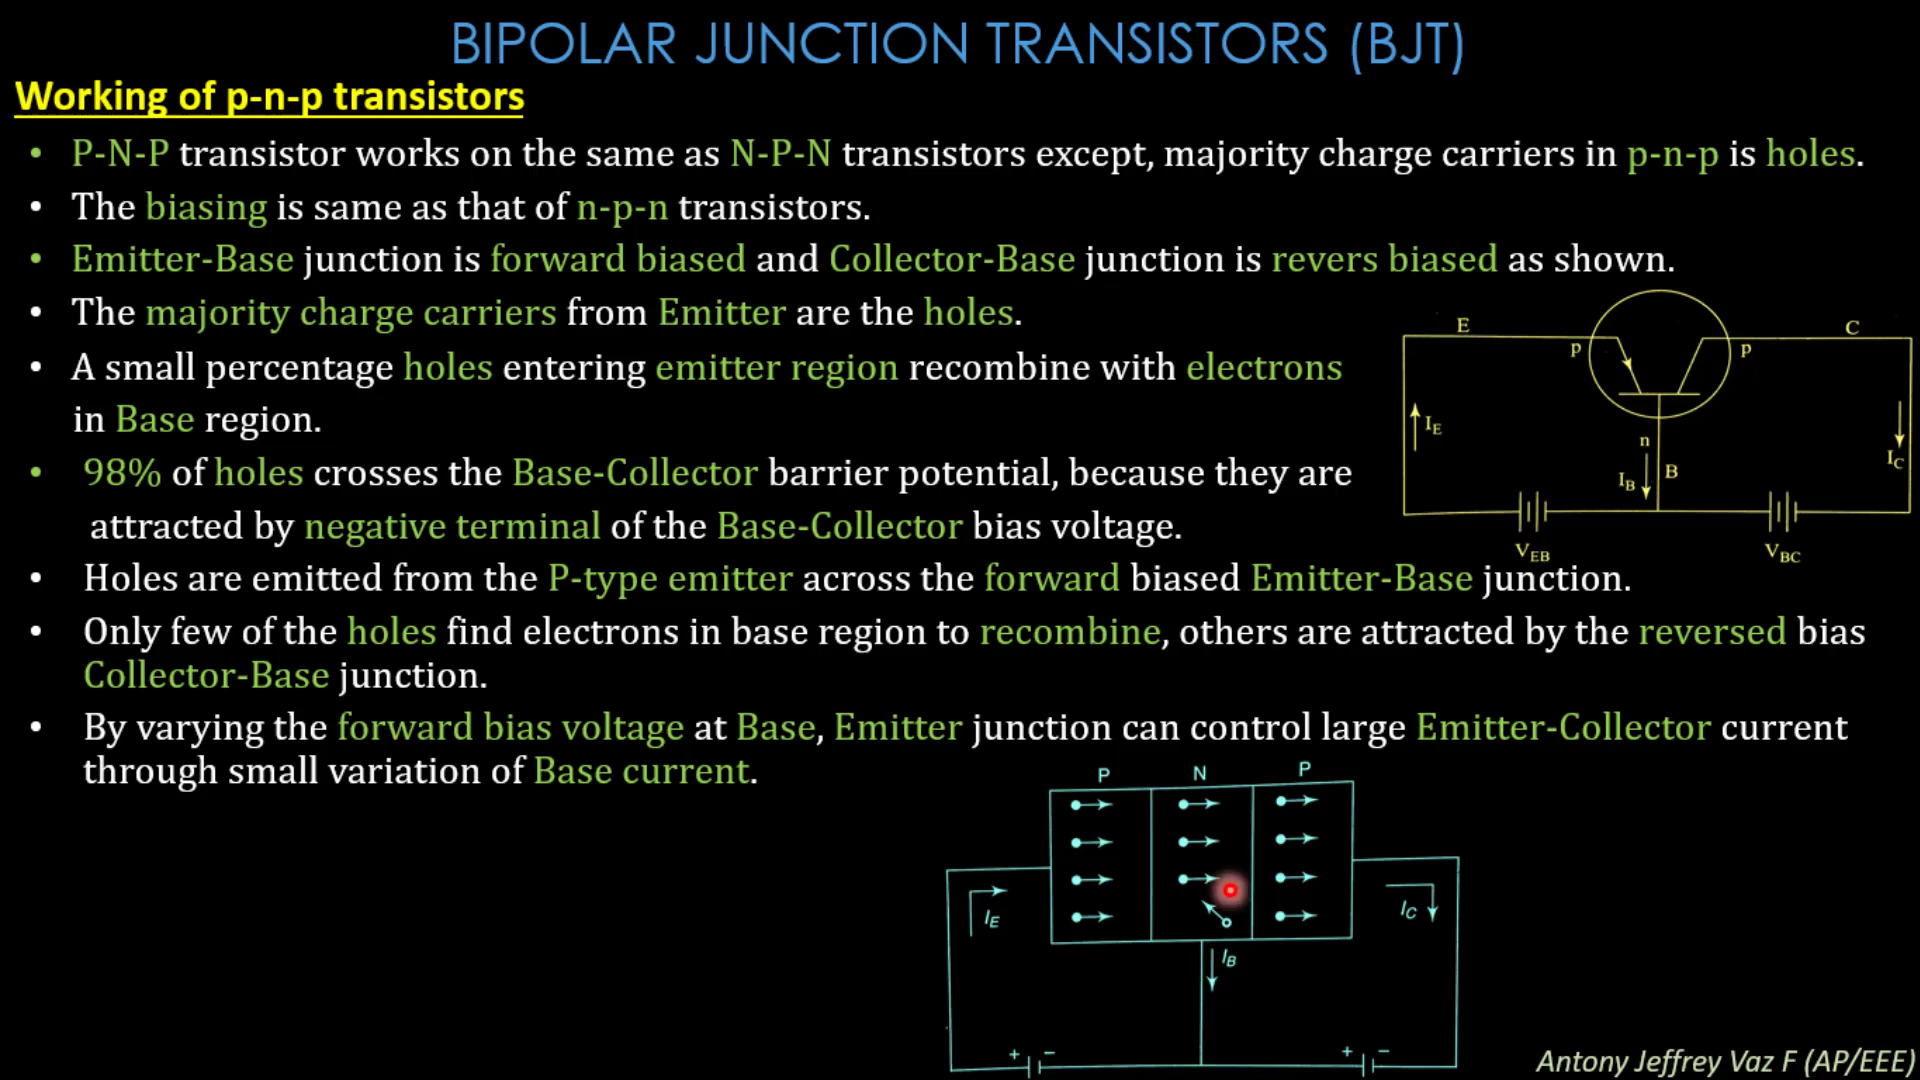 BIPOLAR JUNCTION TRANSISTORS (BJT)
Working of p-n-p transistors
• P-N-P transistor works on the same as N-P-N transistors except, majority charge carriers in p-n-p is holes.
• The biasing is same as that of n-p-n transistors.
• Emitter-Base junction is forward biased and Collector-Base junction is revers biased as shown.
• The majority charge carriers from Emitter are the holes.
• A small percentage holes entering emitter region recombine with electrons
in Base region.
• 98% of holes crosses the Base-Collector barrier potential, because they are
attracted by negative terminal of the Base-Collector bias voltage.
• Holes are emitted from the P-type emitter across the forward biased Emitter-Base junction.
• Only few of the holes find electrons in base region to recombine, others are attracted by the reversed bias
Collector-Base junction.
• By varying the forward bias voltage at Base, Emitter junction can control large Emitter-Collector current
through small variation of Base current.
E C
p p
IE
n
IB B
IC
VEB VBC
P N P
IE IC
IB
+ − + −
Antony Jeffrey Vaz F (AP/EEE)